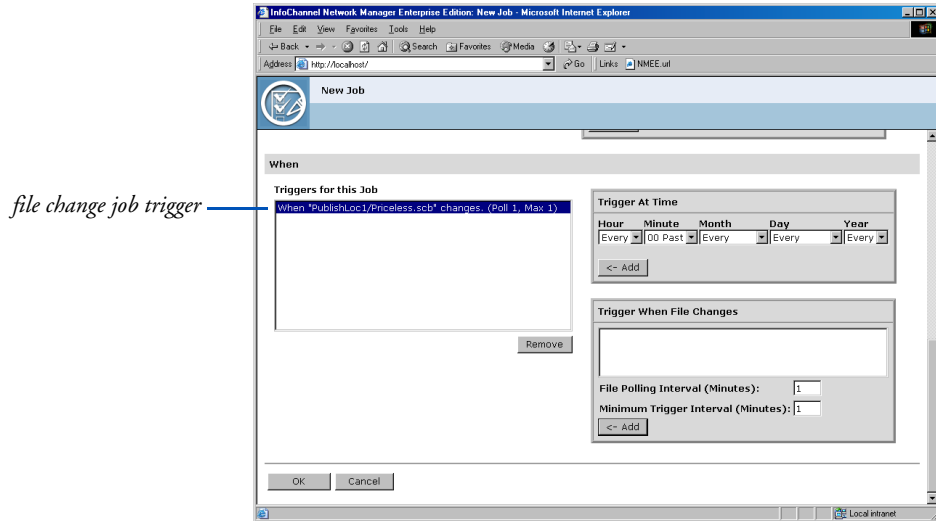 InfoChannel Network Manager Enterprise Edition: New Job - Microsoft Internet Explorer
File Edit View Favorites Tools Help
Back Search Favorites Media
Address http://localhost/ Go Links NMEE.url
New Job
When
Triggers for this Job
file change job trigger
When "PublishLoc1/Priceless.scb" changes. (Poll 1, Max 1)
Remove
Trigger At Time
Hour Minute Month Day Year
Every 00 Past Every Every Every
<- Add
Trigger When File Changes
File Polling Interval (Minutes): 1
Minimum Trigger Interval (Minutes): 1
<- Add
OK Cancel
Local intranet